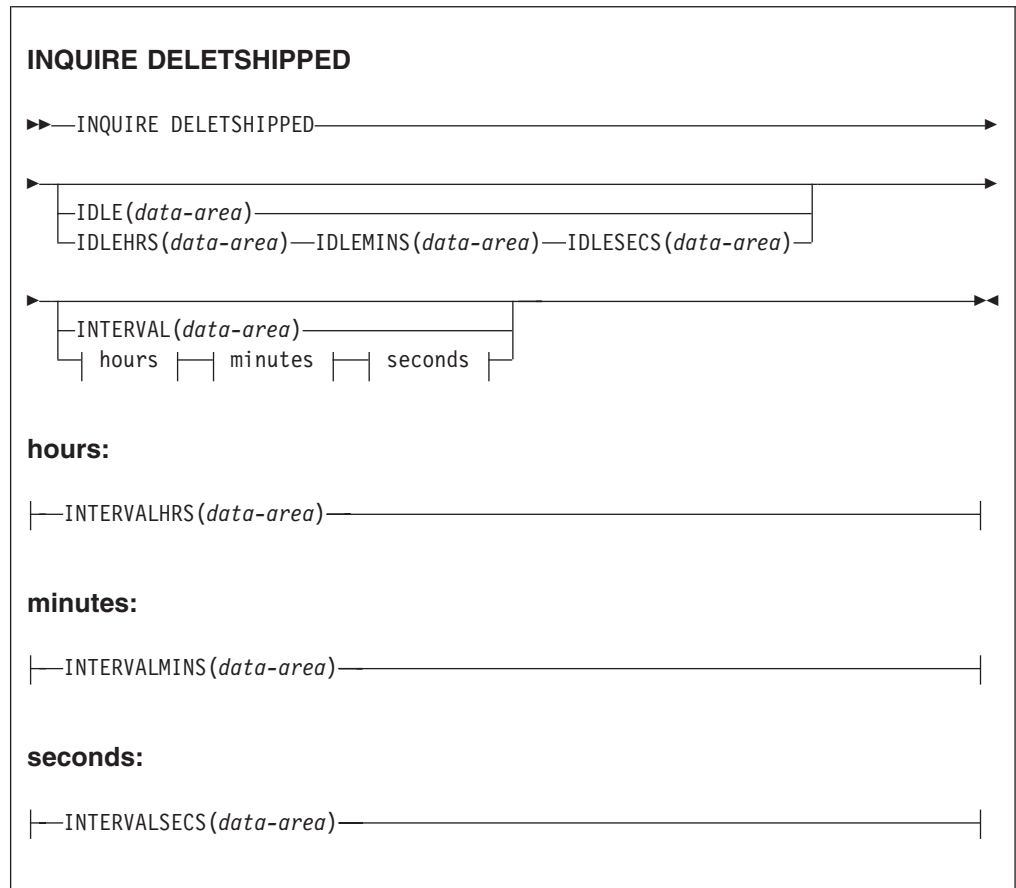 INQUIRE DELETSHIPPED
INQUIRE DELETSHIPPED
IDLE(data-area)
IDLEHRS(data-area) IDLEMINS(data-area) IDLESECS(data-area)
INTERVAL(data-area)
hours minutes seconds
hours:
INTERVALHRS(data-area)
minutes:
INTERVALMINS(data-area)
seconds:
INTERVALSECS(data-area)